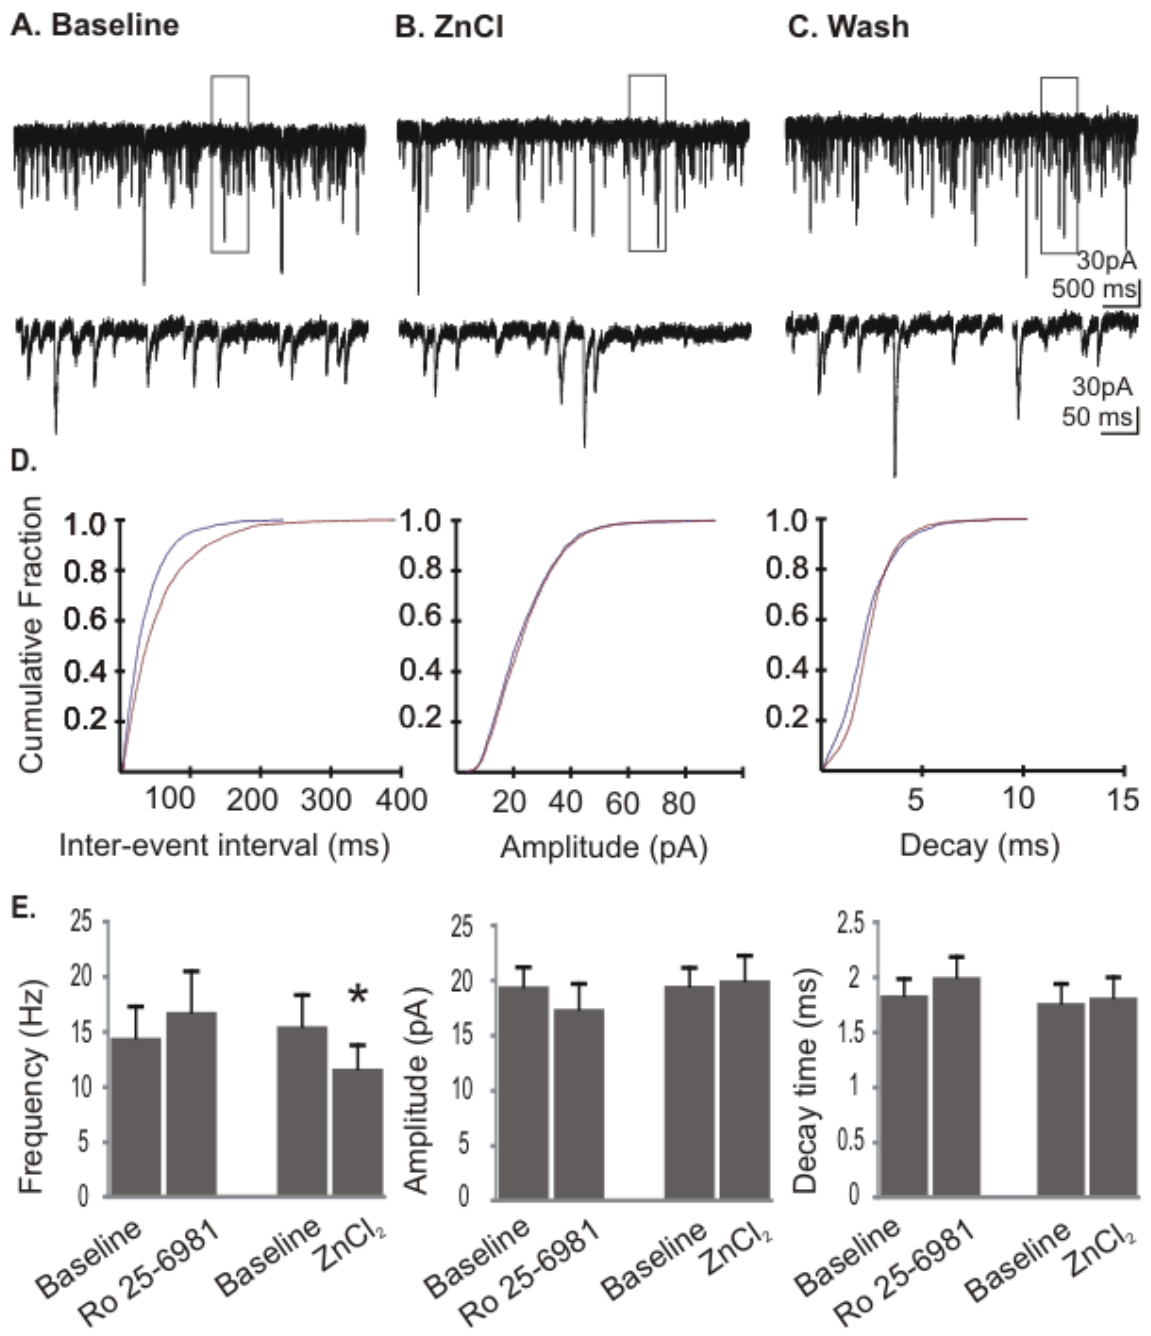 A. Baseline B. ZnCl C. Wash
30pA
500 ms
30pA
50 ms
D.
Cumulative Fraction
1.0
0.8
0.6
0.4
0.2
100 200 300 400
Inter-event interval (ms)
1.0
0.8
0.6
0.4
0.2
20 40 60 80
Amplitude (pA)
1.0
0.8
0.6
0.4
0.2
5 10 15
Decay (ms)
E.
Frequency (Hz)
25
20
15
10
5
0
*
Baseline
Ro 25-6981
Baseline
ZnCl₂
Amplitude (pA)
25
20
15
10
5
0
Baseline
Ro 25-6981
Baseline
ZnCl₂
Decay time (ms)
2.5
2
1.5
1
0.5
0
Baseline
Ro 25-6981
Baseline
ZnCl₂